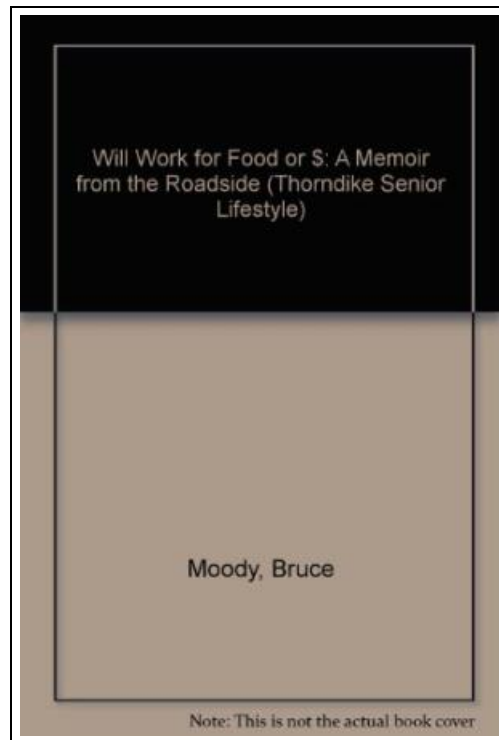 Will Work for Food or $: A Memoir
from the Roadside (Thorndike Senior
Lifestyle)
Moody, Bruce
Note: This is not the actual book cover